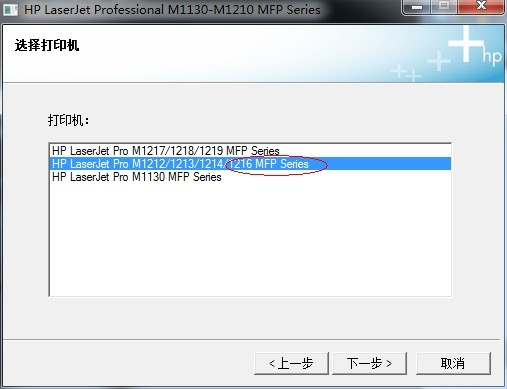 HP LaserJet Professional M1130-M1210 MFP Series
选择打印机
hp
打印机：
HP LaserJet Pro M1217/1218/1219 MFP Series
HP LaserJet Pro M1212/1213/1214/1216 MFP Series
HP LaserJet Pro M1130 MFP Series
<上一步 下一步> 取消